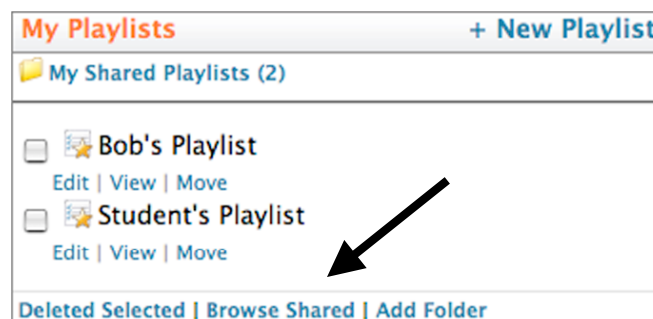 My Playlists + New Playlist
My Shared Playlists (2)
Bob's Playlist
Edit | View | Move
Student's Playlist
Edit | View | Move
Deleted Selected | Browse Shared | Add Folder